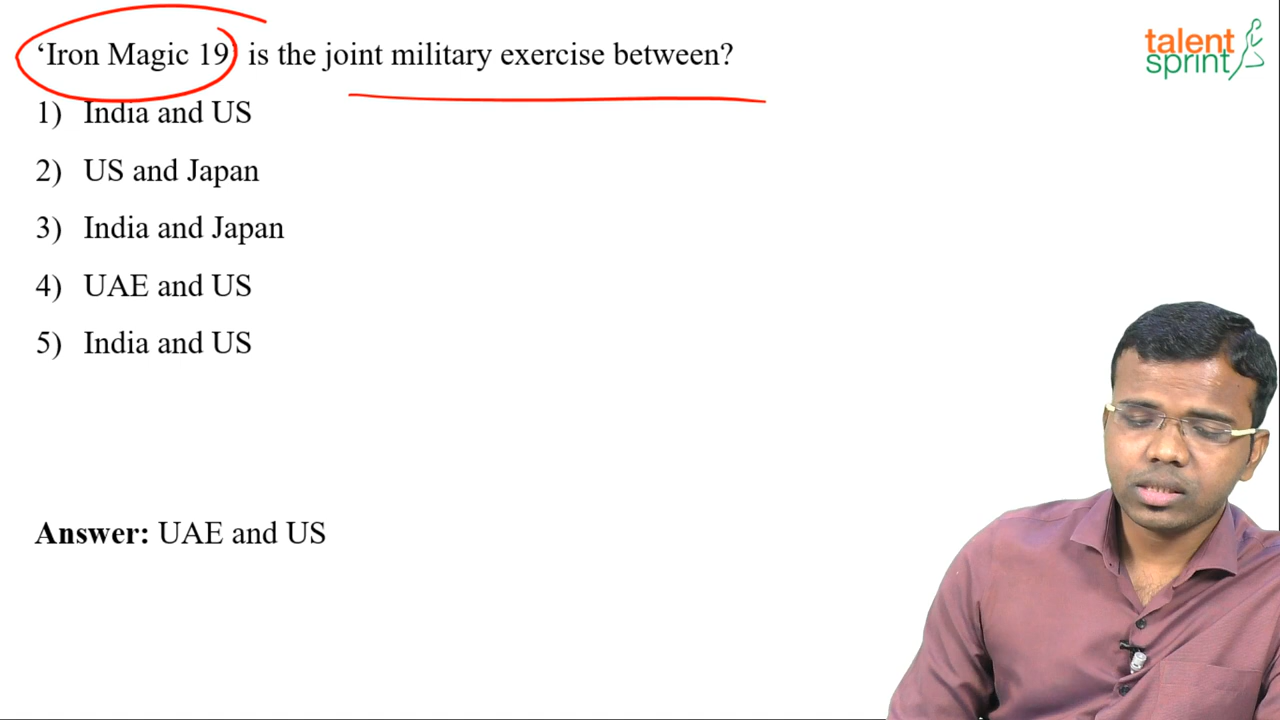 ‘Iron Magic 19’ is the joint military exercise between?
talent
sprint
1) India and US
2) US and Japan
3) India and Japan
4) UAE and US
5) India and US
Answer: UAE and US